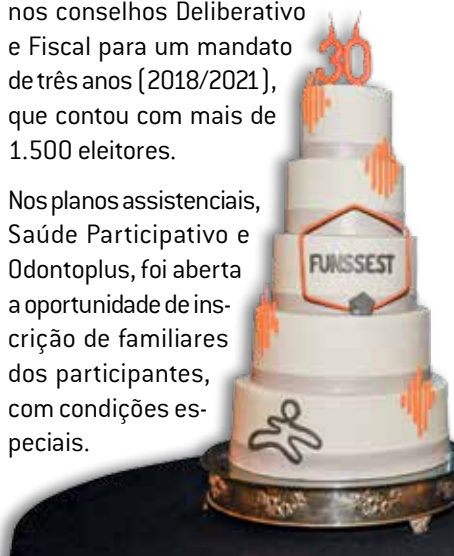 nos conselhos Deliberativo
e Fiscal para um mandato
de três anos (2018/2021),
que contou com mais de
1.500 eleitores.
Nos planos assistenciais,
Saúde Participativo e
Odontoplus, foi aberta
a oportunidade de ins-
crição de familiares
dos participantes,
com condições es-
peciais.
30
FUNSSEST